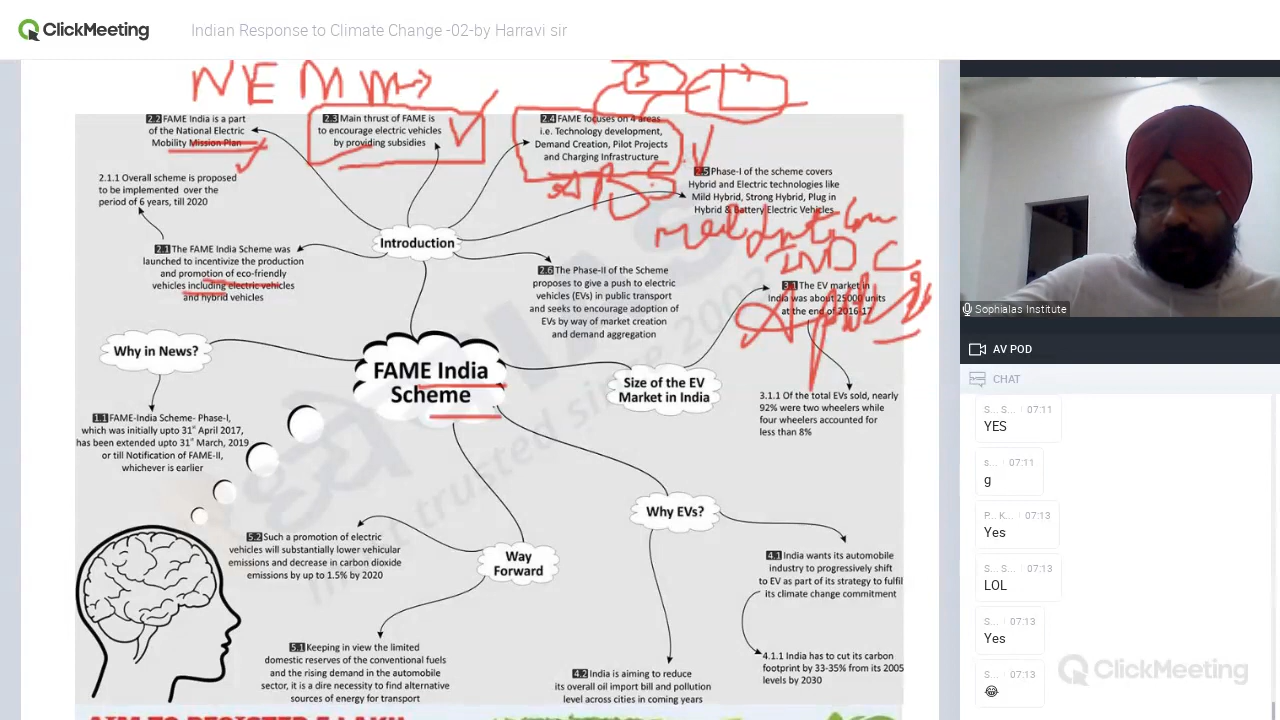 ClickMeeting
Indian Response to Climate Change -02-by Harravi sir
NEMM→
2.2 FAME India is a part
of the National Electric
Mobility Mission Plan
2.3 Main thrust of FAME is
to encourage electric vehicles
by providing subsidies
2.4 FAME focuses on 4 areas
i.e. Technology development,
Demand Creation, Pilot Projects
and Charging Infrastructure
2.5 Phase-I of the scheme covers
Hybrid and Electric technologies like
Mild Hybrid, Strong Hybrid, Plug in
Hybrid & Battery Electric Vehicles
INDC
2.1.1 Overall scheme is proposed
to be implemented over the
period of 6 years, till 2020
2.1 The FAME India Scheme was
launched to incentivize the production
and promotion of eco-friendly
vehicles including electric vehicles
and hybrid vehicles
Introduction
2.6 The Phase-II of the Scheme
proposes to give a push to electric
vehicles (EVs) in public transport
and seeks to encourage adoption of
EVs by way of market creation
and demand aggregation
3.1 The EV market in
India was about 25000 units
at the end of 2016-17
Why in News?
FAME India
Scheme
Size of the EV
Market in India
3.1.1 Of the total EVs sold, nearly
92% were two wheelers while
four wheelers accounted for
less than 8%
1.1 FAME-India Scheme- Phase-I,
which was initially upto 31st April 2017,
has been extended upto 31st March, 2019
or till Notification of FAME-II,
whichever is earlier
Why EVs?
5.2 Such a promotion of electric
vehicles will substantially lower vehicular
emissions and decrease in carbon dioxide
emissions by up to 1.5% by 2020
Way
Forward
4.1 India wants its automobile
industry to progressively shift
to EV as part of its strategy to fulfil
its climate change commitment
5.1 Keeping in view the limited
domestic reserves of the conventional fuels
and the rising demand in the automobile
sector, it is a dire necessity to find alternative
sources of energy for transport
4.2 India is aiming to reduce
its overall oil import bill and pollution
level across cities in coming years
4.1.1 India has to cut its carbon
footprint by 33-35% from its 2005
levels by 2030
Sophialas Institute
AV POD
CHAT
S... S... 07:11
YES
s... 07:11
g
P... K... 07:13
Yes
S... S... 07:13
LOL
S... 07:13
Yes
S... 07:13
😂
ClickMeeting